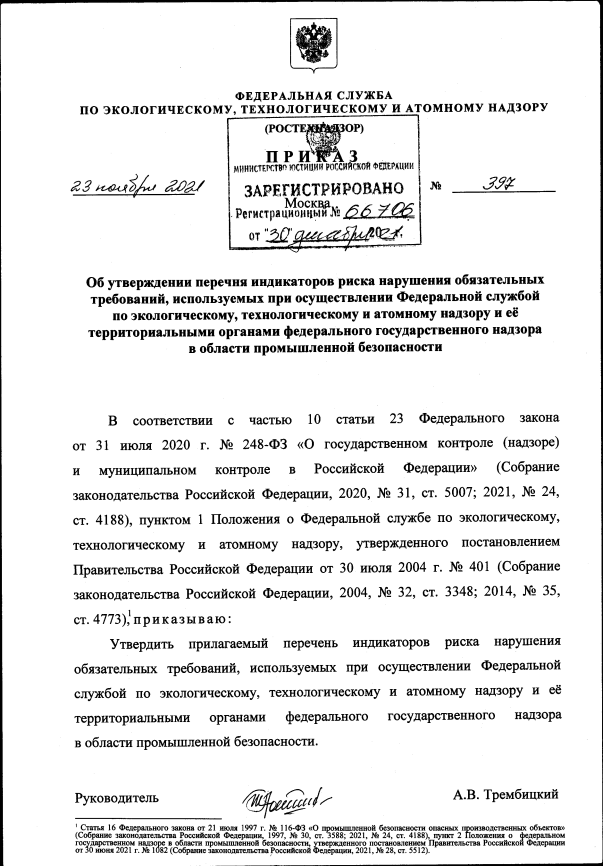 ФЕДЕРАЛЬНАЯ СЛУЖБА
ПО ЭКОЛОГИЧЕСКОМУ, ТЕХНОЛОГИЧЕСКОМУ И АТОМНОМУ НАДЗОРУ
(РОСТЕХНАДЗОР)
ПРИКАЗ
МИНИСТЕРСТВО ЮСТИЦИИ РОССИЙСКОЙ ФЕДЕРАЦИИ
ЗАРЕГИСТРИРОВАНО
23 ноября 2021
№ 397
Москва
Регистрационный № 66706
от "30" декабря 2021.
Об утверждении перечня индикаторов риска нарушения обязательных
требований, используемых при осуществлении Федеральной службой
по экологическому, технологическому и атомному надзору и её
территориальными органами федерального государственного надзора
в области промышленной безопасности
В соответствии с частью 10 статьи 23 Федерального закона
от 31 июля 2020 г. № 248-ФЗ «О государственном контроле (надзоре)
и муниципальном контроле в Российской Федерации» (Собрание
законодательства Российской Федерации, 2020, № 31, ст. 5007; 2021, № 24,
ст. 4188), пунктом 1 Положения о Федеральной службе по экологическому,
технологическому и атомному надзору, утвержденного постановлением
Правительства Российской Федерации от 30 июля 2004 г. № 401 (Собрание
законодательства Российской Федерации, 2004, № 32, ст. 3348; 2014, № 35,
ст. 4773),1 приказываю:
Утвердить прилагаемый перечень индикаторов риска нарушения
обязательных требований, используемых при осуществлении Федеральной
службой по экологическому, технологическому и атомному надзору и её
территориальными органами федерального государственного надзора
в области промышленной безопасности.
Руководитель
А.В. Трембицкий
1 Статья 16 Федерального закона от 21 июля 1997 г. № 116-ФЗ «О промышленной безопасности опасных производственных объектов»
(Собрание законодательства Российской Федерации, 1997, № 30, ст. 3588; 2021, № 24, ст. 4188), пункт 2 Положения о федеральном
государственном надзоре в области промышленной безопасности, утвержденного постановлением Правительства Российской Федерации
от 30 июня 2021 г. № 1082 (Собрание законодательства Российской Федерации, 2021, № 28, ст. 5512).